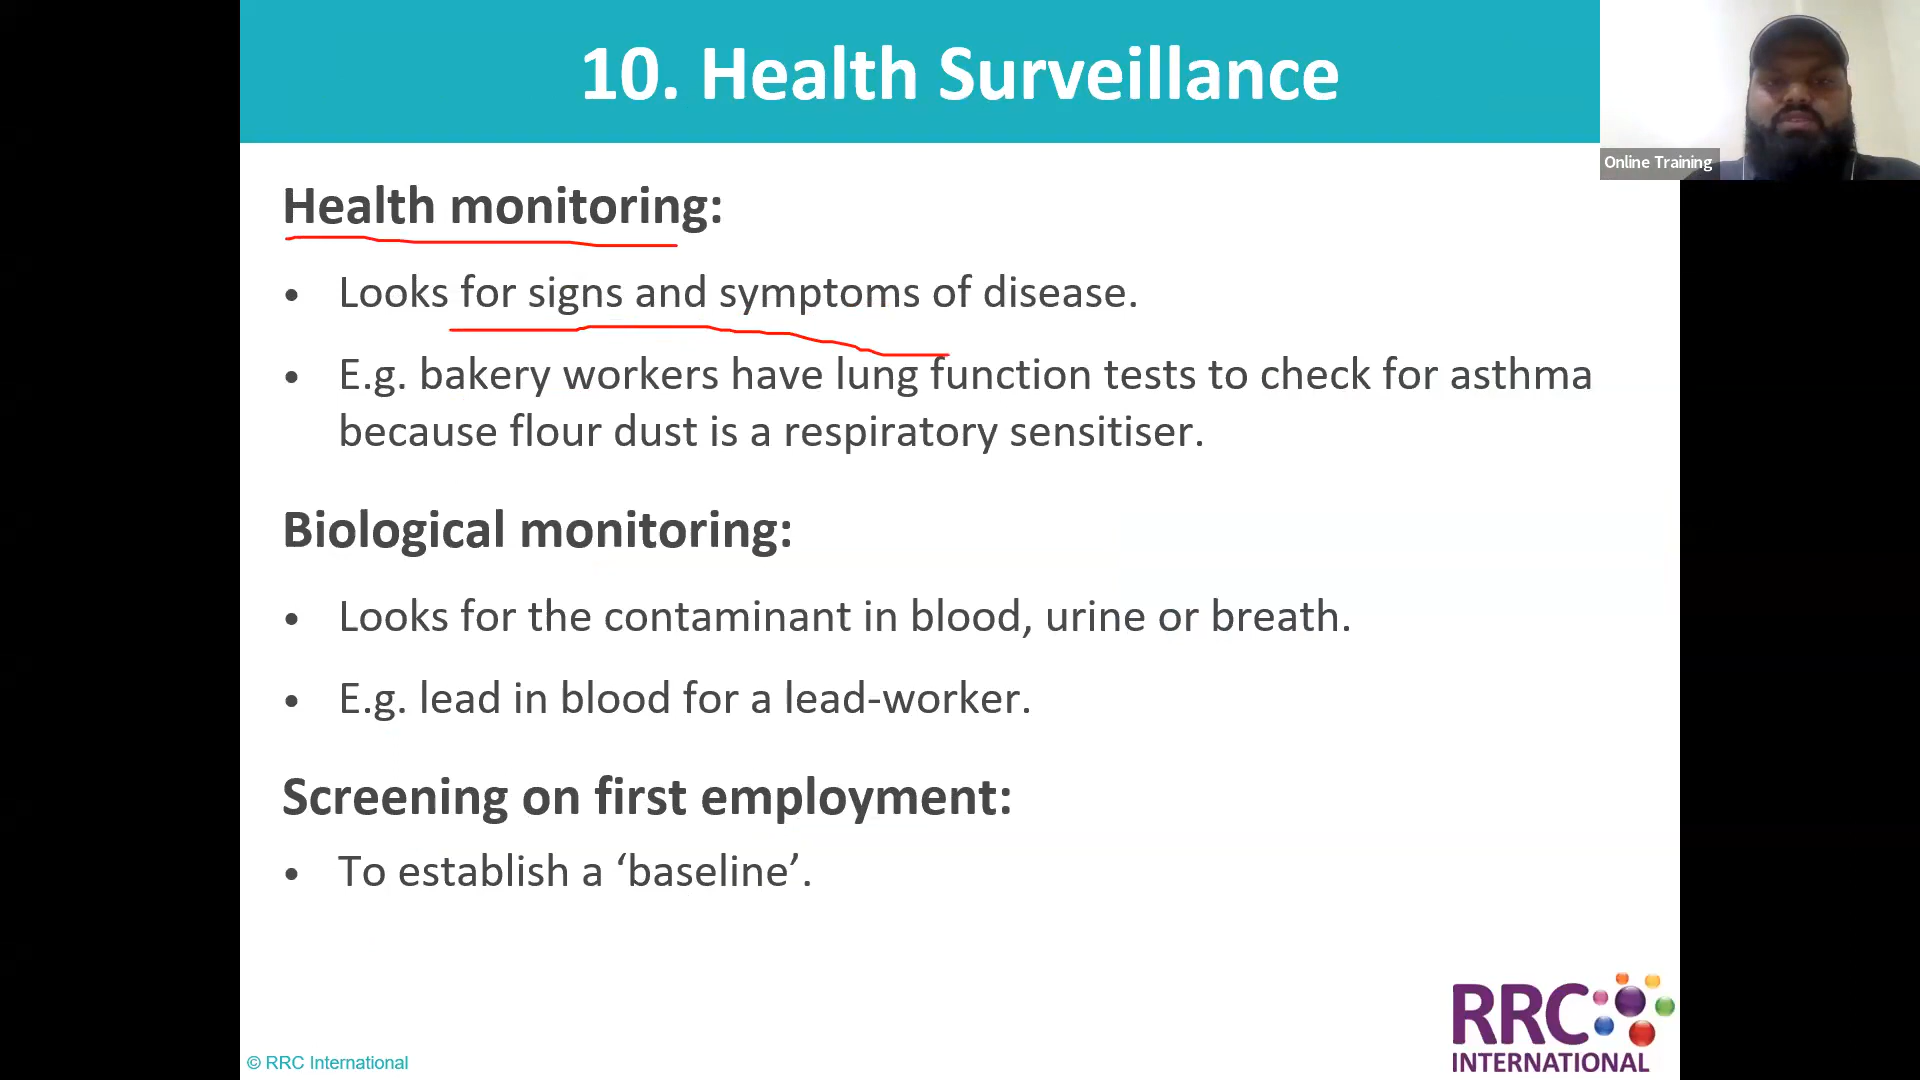 10. Health Surveillance
Online Training
Health monitoring:
• Looks for signs and symptoms of disease.
• E.g. bakery workers have lung function tests to check for asthma
because flour dust is a respiratory sensitiser.
Biological monitoring:
• Looks for the contaminant in blood, urine or breath.
• E.g. lead in blood for a lead-worker.
Screening on first employment:
• To establish a ‘baseline’.
RRC
INTERNATIONAL
© RRC International